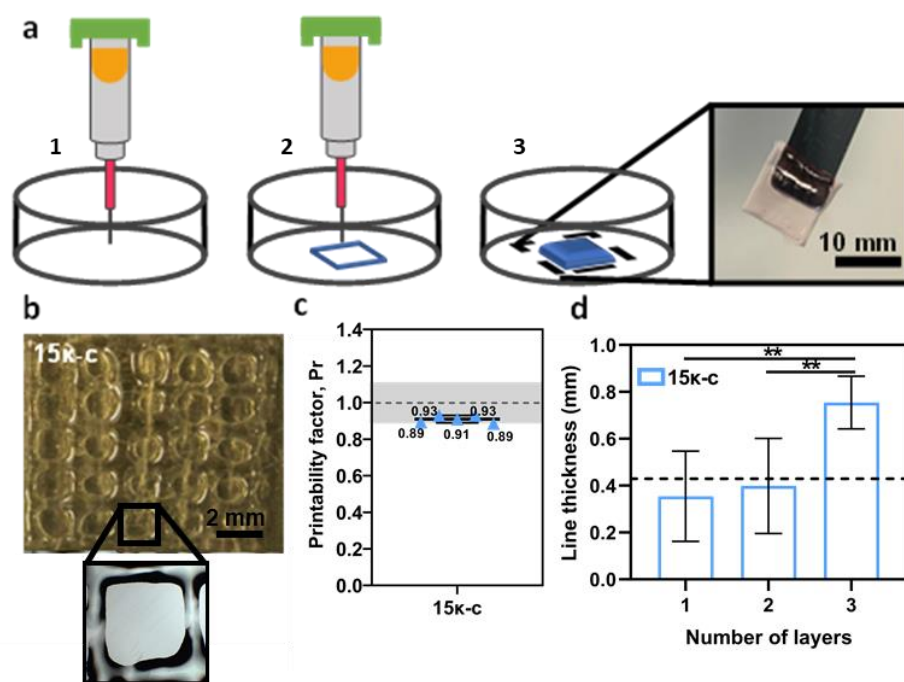 a
1
2
3
10 mm
b
15κ-c
2 mm
c
Printability factor, Pr
1.4
1.2
1.0
0.8
0.6
0.4
0.2
0.0
0.93
0.93
0.89
0.91
0.89
15κ-c
d
Line thickness (mm)
1.0
0.8
0.6
0.4
0.2
0.0
**
**
15κ-c
1
2
3
Number of layers